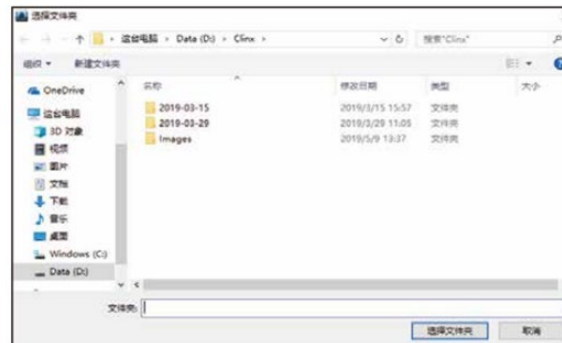 选择文件夹
这台电脑 › Data (D:) › Clinx ›
搜索"Clinx"
组织 新建文件夹
名称 修改日期 类型 大小
OneDrive
这台电脑
3D 对象
视频
图片
文档
下载
音乐
桌面
Windows (C:)
Data (D:)
2019-03-15 2019/3/15 15:57 文件夹
2019-03-29 2019/3/29 11:05 文件夹
Images 2019/5/9 13:37 文件夹
文件夹:
选择文件夹 取消